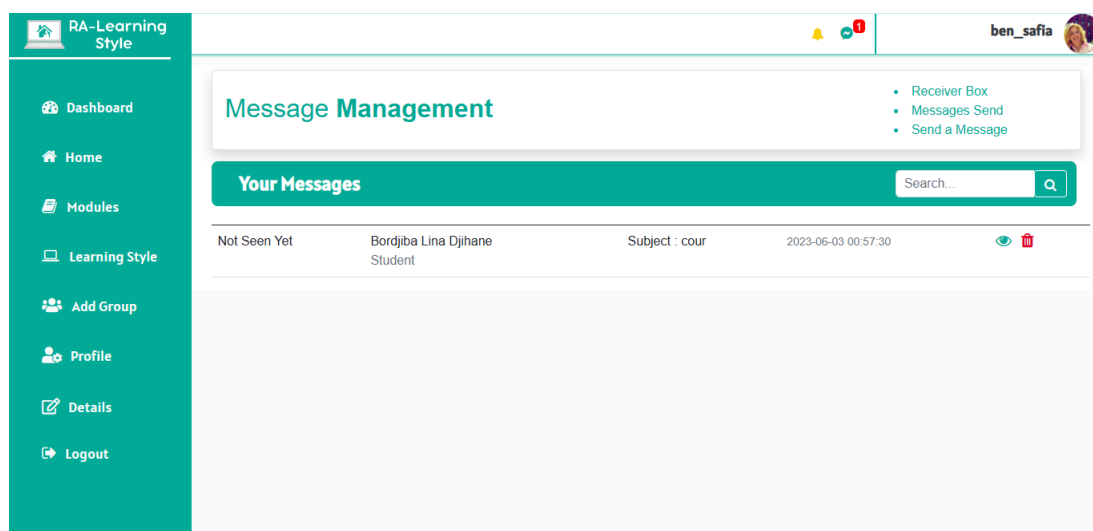 RA-Learning
Style
1
ben_safia
Dashboard
Home
Modules
Learning Style
Add Group
Profile
Details
Logout
Message Management
Receiver Box
Messages Send
Send a Message
Your Messages
Search...
Not Seen Yet
Bordjiba Lina Djihane
Student
Subject : cour
2023-06-03 00:57:30